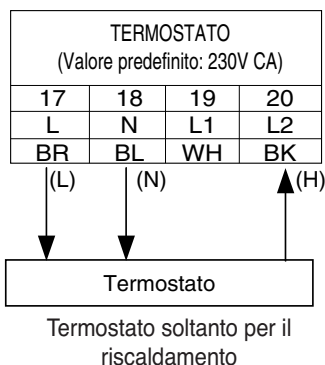 TERMOSTATO
(Valore predefinito: 230V CA)
17 18 19 20
L N L1 L2
BR BL WH BK
(L) (N) (H)
Termostato
Termostato soltanto per il
riscaldamento